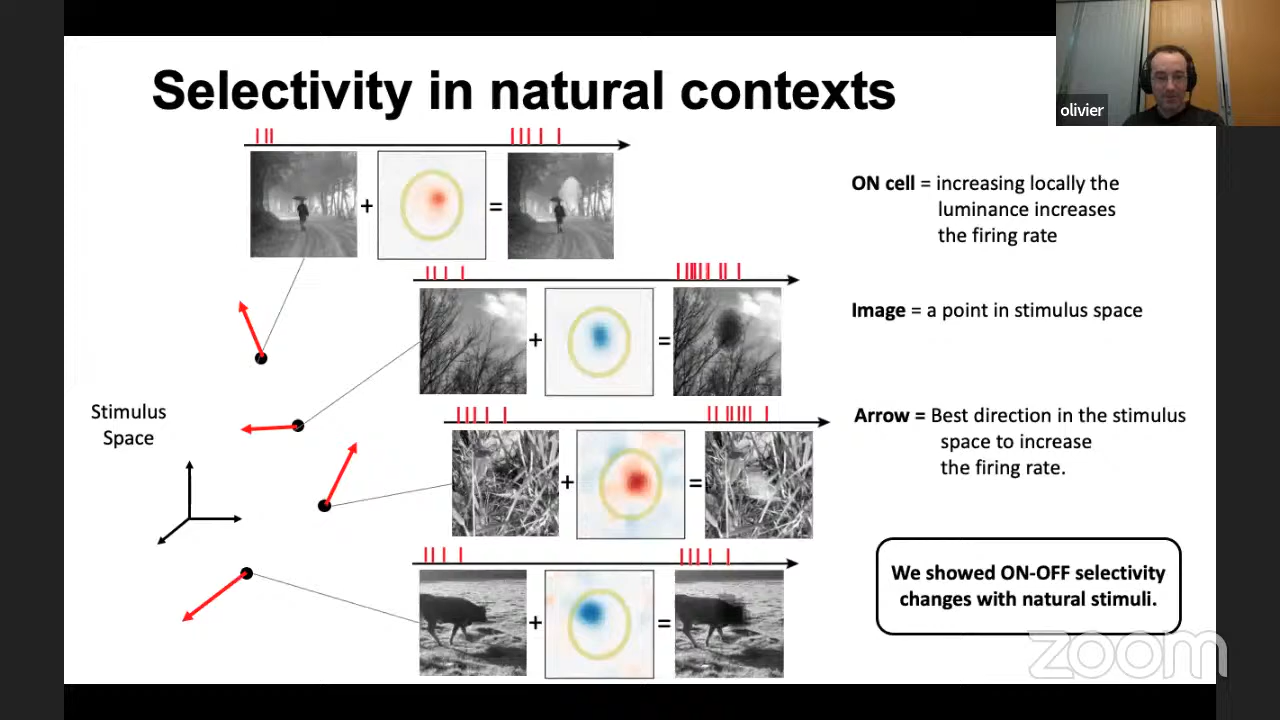 Selectivity in natural contexts
olivier
+
=
ON cell = increasing locally the
luminance increases
the firing rate
+
=
Image = a point in stimulus space
Stimulus
Space
+
=
Arrow = Best direction in the stimulus
space to increase
the firing rate.
+
=
We showed ON-OFF selectivity
changes with natural stimuli.
zoom